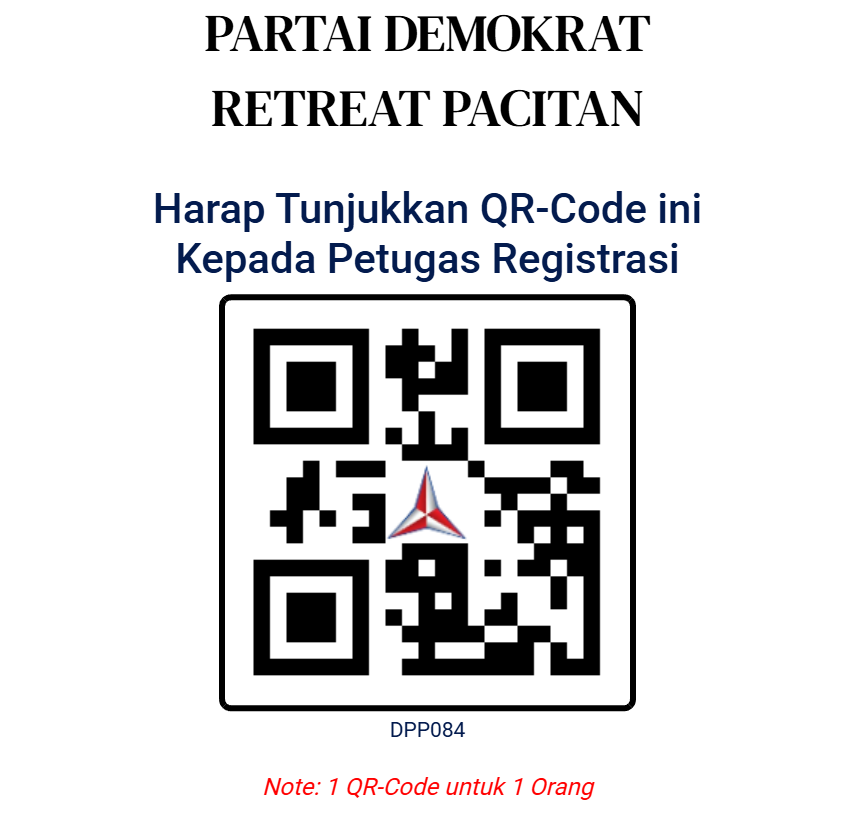 PARTAI DEMOKRAT
RETREAT PACITAN
Harap Tunjukkan QR-Code ini
Kepada Petugas Registrasi
DPP084
Note: 1 QR-Code untuk 1 Orang